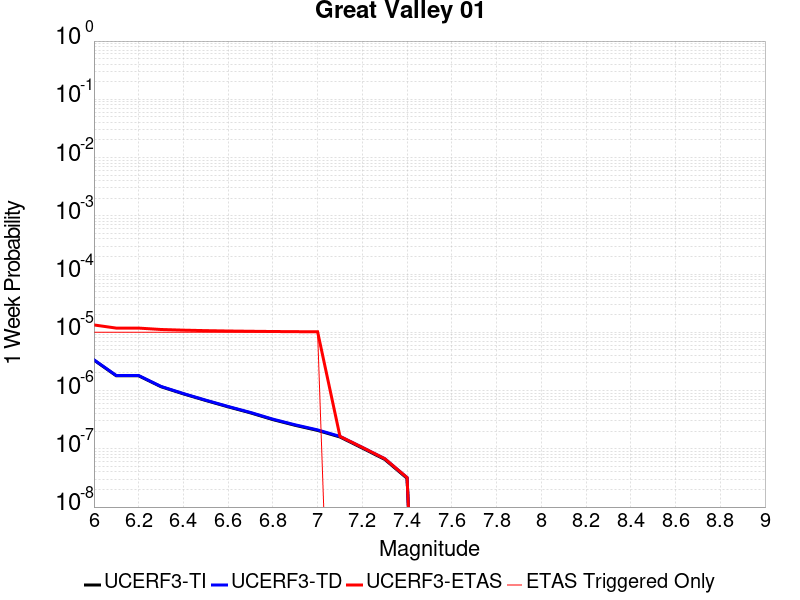 Great Valley 01
1 Week Probability
10^0
10^-1
10^-2
10^-3
10^-4
10^-5
10^-6
10^-7
10^-8
6 6.2 6.4 6.6 6.8 7 7.2 7.4 7.6 7.8 8 8.2 8.4 8.6 8.8 9
Magnitude
UCERF3-TI UCERF3-TD UCERF3-ETAS ETAS Triggered Only